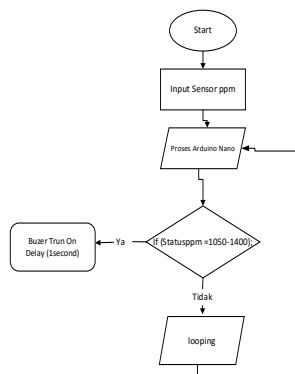 Start
Input Sensor ppm
Proses Arduino Nano
If (Statusppm =1050-1400);
Ya
Buzer Trun On
Delay (1second)
Tidak
looping